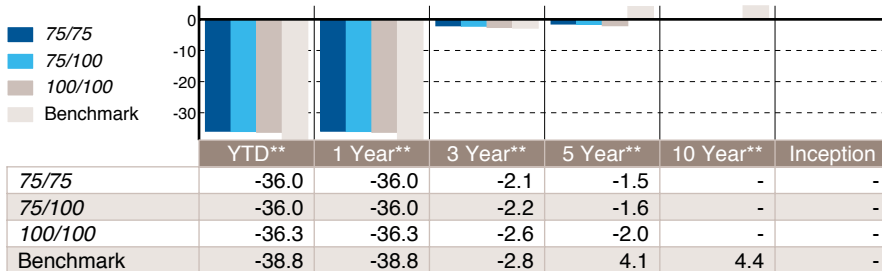 0
-10
-20
-30
75/75
75/100
100/100
Benchmark
YTD** 1 Year** 3 Year** 5 Year** 10 Year** Inception
75/75 -36.0 -36.0 -2.1 -1.5 - -
75/100 -36.0 -36.0 -2.2 -1.6 - -
100/100 -36.3 -36.3 -2.6 -2.0 - -
Benchmark -38.8 -38.8 -2.8 4.1 4.4 -